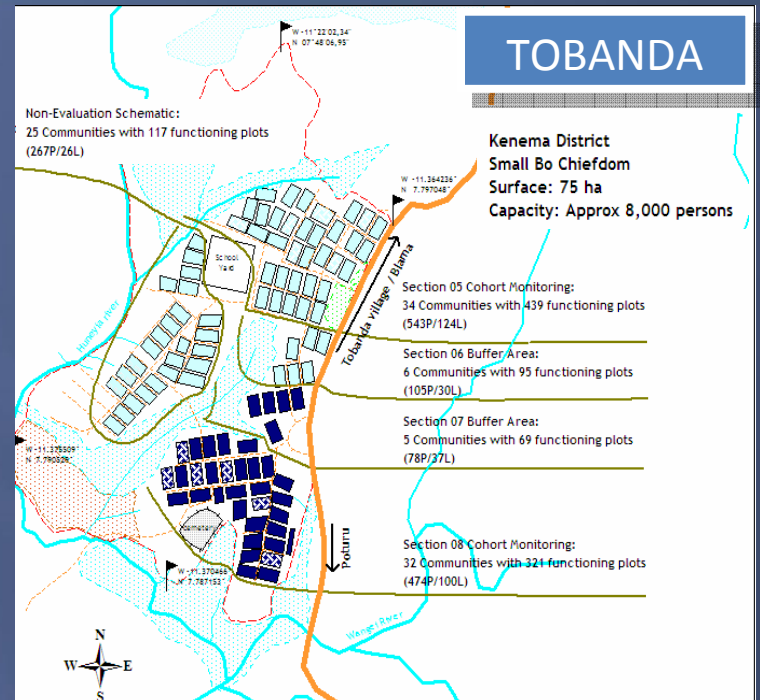 TOBANDA
W -11°22'02,34"
N 07°48'06,95"
Non-Evaluation Schematic:
25 Communities with 117 functioning plots
(267P/26L)
Kenema District
Small Bo Chiefdom
Surface: 75 ha
Capacity: Approx 8,000 persons
W -11.364236°
N 7.797048°
School
Yard
Tobanda village / Blama
Section 05 Cohort Monitoring:
34 Communities with 439 functioning plots
(543P/124L)
Section 06 Buffer Area:
6 Communities with 95 functioning plots
(105P/30L)
Section 07 Buffer Area:
5 Communities with 69 functioning plots
(78P/37L)
W -11.375509°
N 7.790529°
Cemetery
Poturu
Section 08 Cohort Monitoring:
32 Communities with 321 functioning plots
(474P/100L)
W -11.370466
N 7.787153°
River
N
W E
S